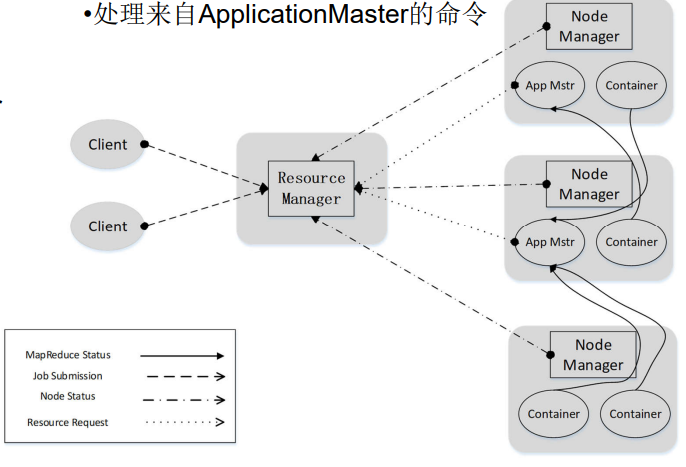 •处理来自ApplicationMaster的命令
Node
Manager
App Mstr
Container
Client
Resource
Manager
Node
Manager
Client
App Mstr
Container
Node
Manager
MapReduce Status
Job Submission
Node Status
Resource Request
Container
Container